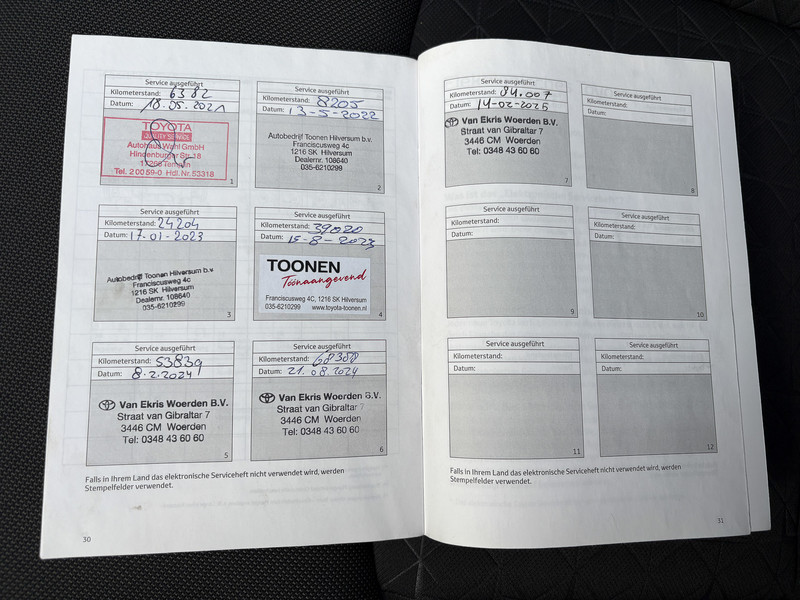 Service ausgeführt
Kilometerstand: 6382
Datum: 18.05.2021
TOYOTA
QUALITY SERVICE
Autohaus Wahl GmbH
Hindenburger Str. 18
17268 Templin
Tel. 2 00 59-0 Hdl. Nr. 53318
1
Service ausgeführt
Kilometerstand: 8205
Datum: 13-5-2022
Autobedrijf Toonen Hilversum b.v.
Franciscusweg 4c
1216 SK Hilversum
Dealernr. 108640
035-6210299
2
Service ausgeführt
Kilometerstand: 24204
Datum: 17-01-2023
Autobedrijf Toonen Hilversum b.v.
Franciscusweg 4c
1216 SK Hilversum
Dealernr. 108640
035-6210299
3
Service ausgeführt
Kilometerstand: 39020
Datum: 15-8-2023
TOONEN
Toonaangevend
Franciscusweg 4C, 1216 SK Hilversum
035-6210299 www.toyota-toonen.nl
4
Service ausgeführt
Kilometerstand: 53839
Datum: 8-2-2024
Van Ekris Woerden B.V.
Straat van Gibraltar 7
3446 CM Woerden
Tel: 0348 43 60 60
5
Service ausgeführt
Kilometerstand: 68388
Datum: 21.08.2024
Van Ekris Woerden B.V.
Straat van Gibraltar 7
3446 CM Woerden
Tel: 0348 43 60 60
6
Falls in Ihrem Land das elektronische Serviceheft nicht verwendet wird, werden
Stempelfelder verwendet.
30
Service ausgeführt
Kilometerstand: 84.007
Datum: 14-02-2025
Van Ekris Woerden B.V.
Straat van Gibraltar 7
3446 CM Woerden
Tel: 0348 43 60 60
7
Service ausgeführt
Kilometerstand:
Datum:
8
Service ausgeführt
Kilometerstand:
Datum:
9
Service ausgeführt
Kilometerstand:
Datum:
10
Service ausgeführt
Kilometerstand:
Datum:
11
Service ausgeführt
Kilometerstand:
Datum:
12
Falls in Ihrem Land das elektronische Serviceheft nicht verwendet wird, werden
Stempelfelder verwendet.
31